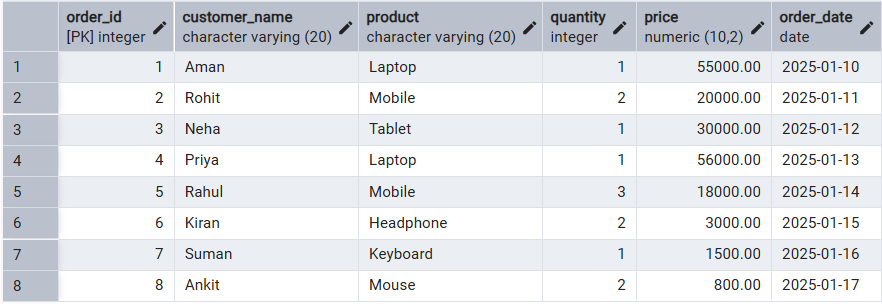 order_id customer_name product quantity price order_date
[PK] integer character varying (20) character varying (20) integer numeric (10,2) date
1 1 Aman Laptop 1 55000.00 2025-01-10
2 2 Rohit Mobile 2 20000.00 2025-01-11
3 3 Neha Tablet 1 30000.00 2025-01-12
4 4 Priya Laptop 1 56000.00 2025-01-13
5 5 Rahul Mobile 3 18000.00 2025-01-14
6 6 Kiran Headphone 2 3000.00 2025-01-15
7 7 Suman Keyboard 1 1500.00 2025-01-16
8 8 Ankit Mouse 2 800.00 2025-01-17